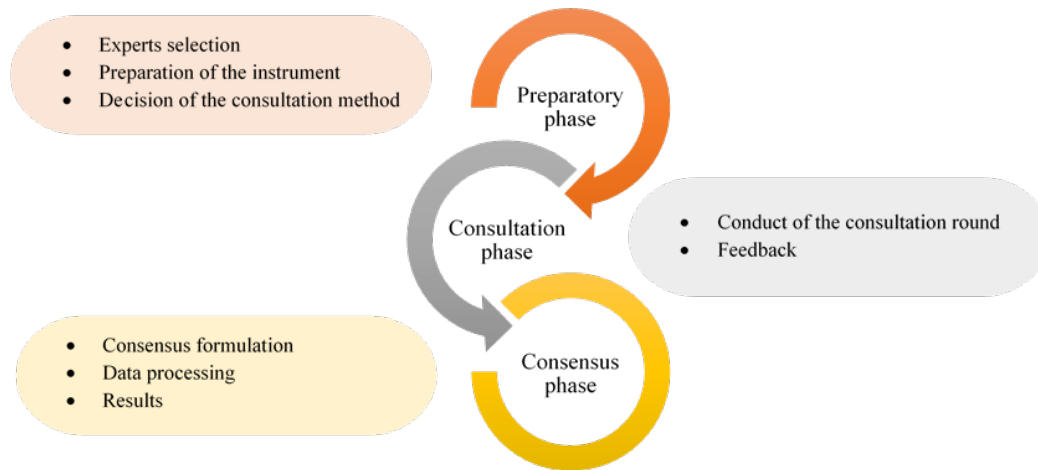 • Experts selection
• Preparation of the instrument
• Decision of the consultation method
Preparatory
phase
Consultation
phase
• Conduct of the consultation round
• Feedback
• Consensus formulation
• Data processing
• Results
Consensus
phase